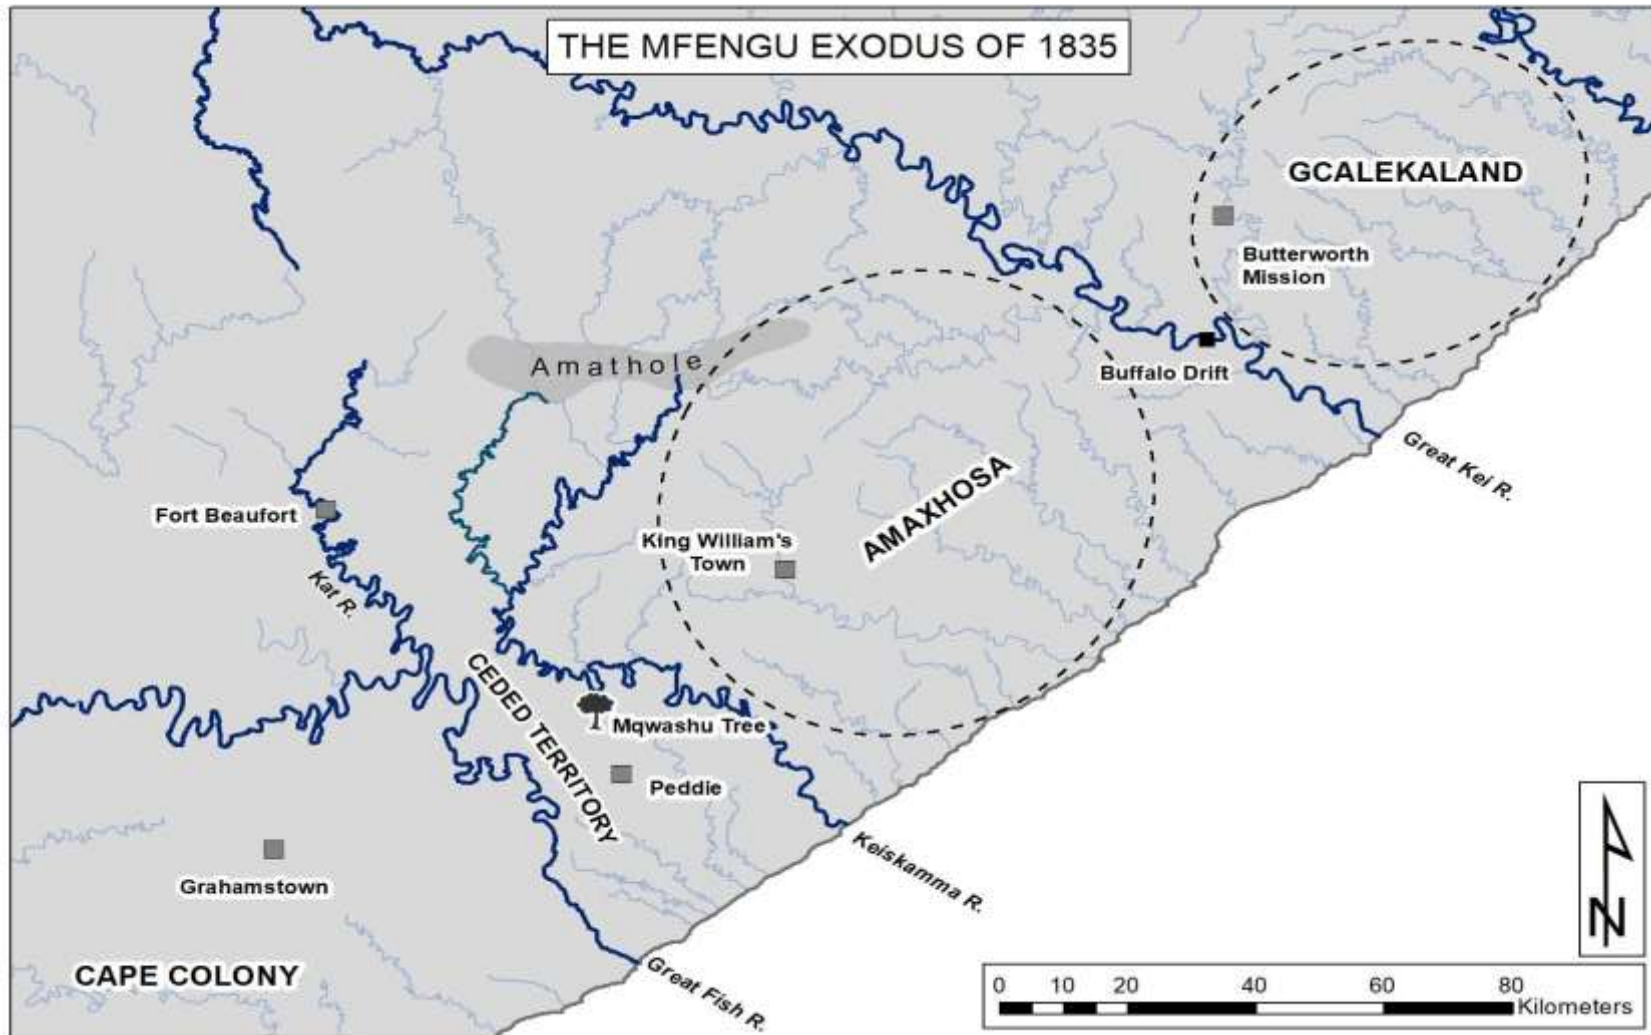 THE MFENGU EXODUS OF 1835
GCALEKALAND
Butterworth
Mission
Amathole
Buffalo Drift
Great Kei R.
AMAXHOSA
Fort Beaufort
King William's
Town
Kat R.
CEDED TERRITORY
Mqwashu Tree
Peddie
Keiskamma R.
Grahamstown
CAPE COLONY
Great Fish R.
N
0 10 20 40 60 80
Kilometers